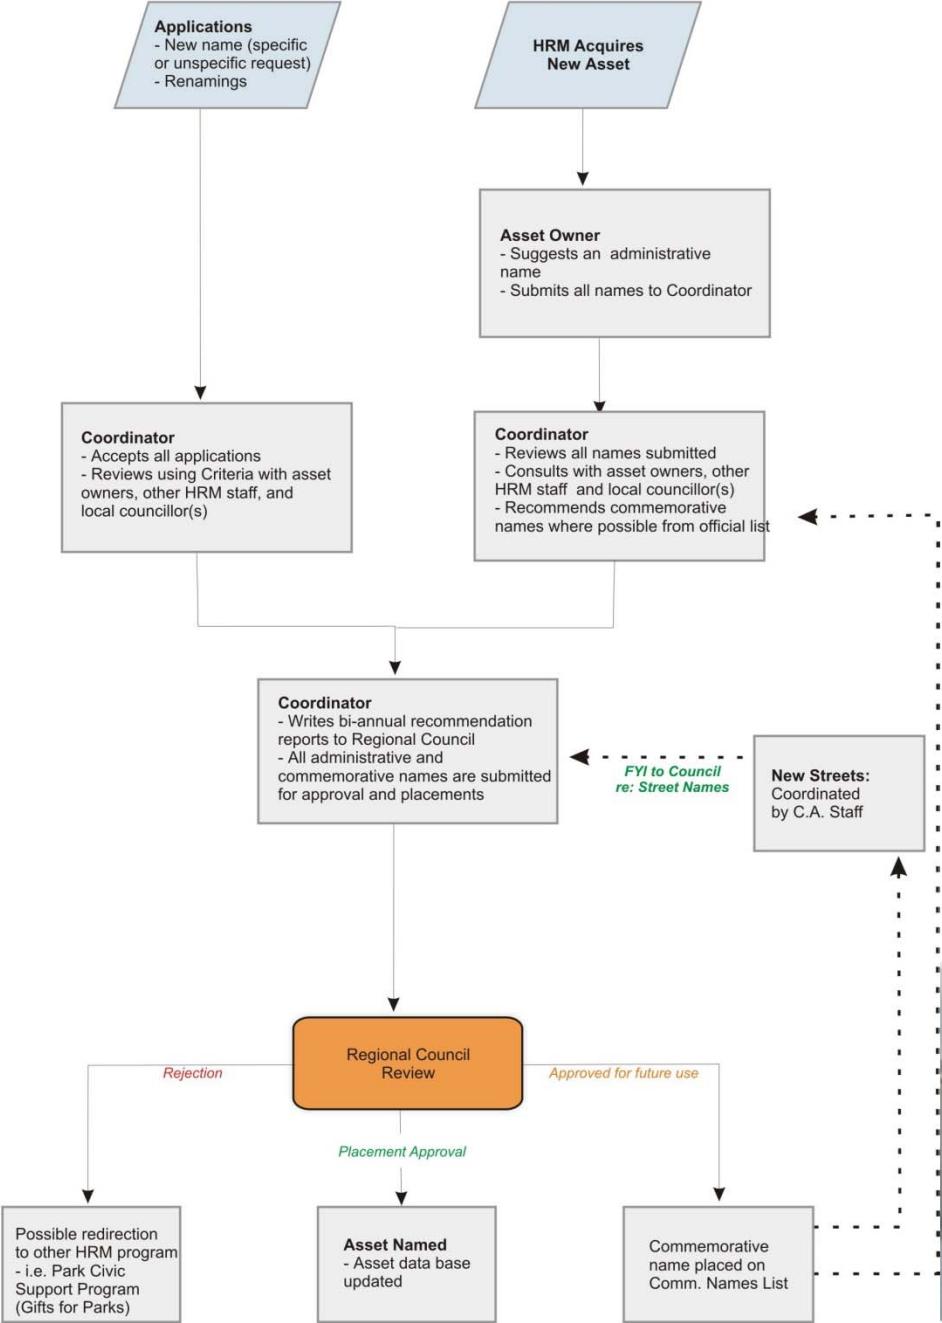 Applications
- New name (specific
or unspecific request)
- Renamings
HRM Acquires
New Asset
Asset Owner
- Suggests an administrative
name
- Submits all names to Coordinator
Coordinator
- Accepts all applications
- Reviews using Criteria with asset
owners, other HRM staff, and
local councillor(s)
Coordinator
- Reviews all names submitted
- Consults with asset owners, other
HRM staff and local councillor(s)
- Recommends commemorative
names where possible from official list
Coordinator
- Writes bi-annual recommendation
reports to Regional Council
- All administrative and
commemorative names are submitted
for approval and placements
FYI to Council
re: Street Names
New Streets:
Coordinated
by C.A. Staff
Regional Council
Review
Rejection
Approved for future use
Placement Approval
Possible redirection
to other HRM program
- i.e. Park Civic
Support Program
(Gifts for Parks)
Asset Named
- Asset data base
updated
Commemorative
name placed on
Comm. Names List